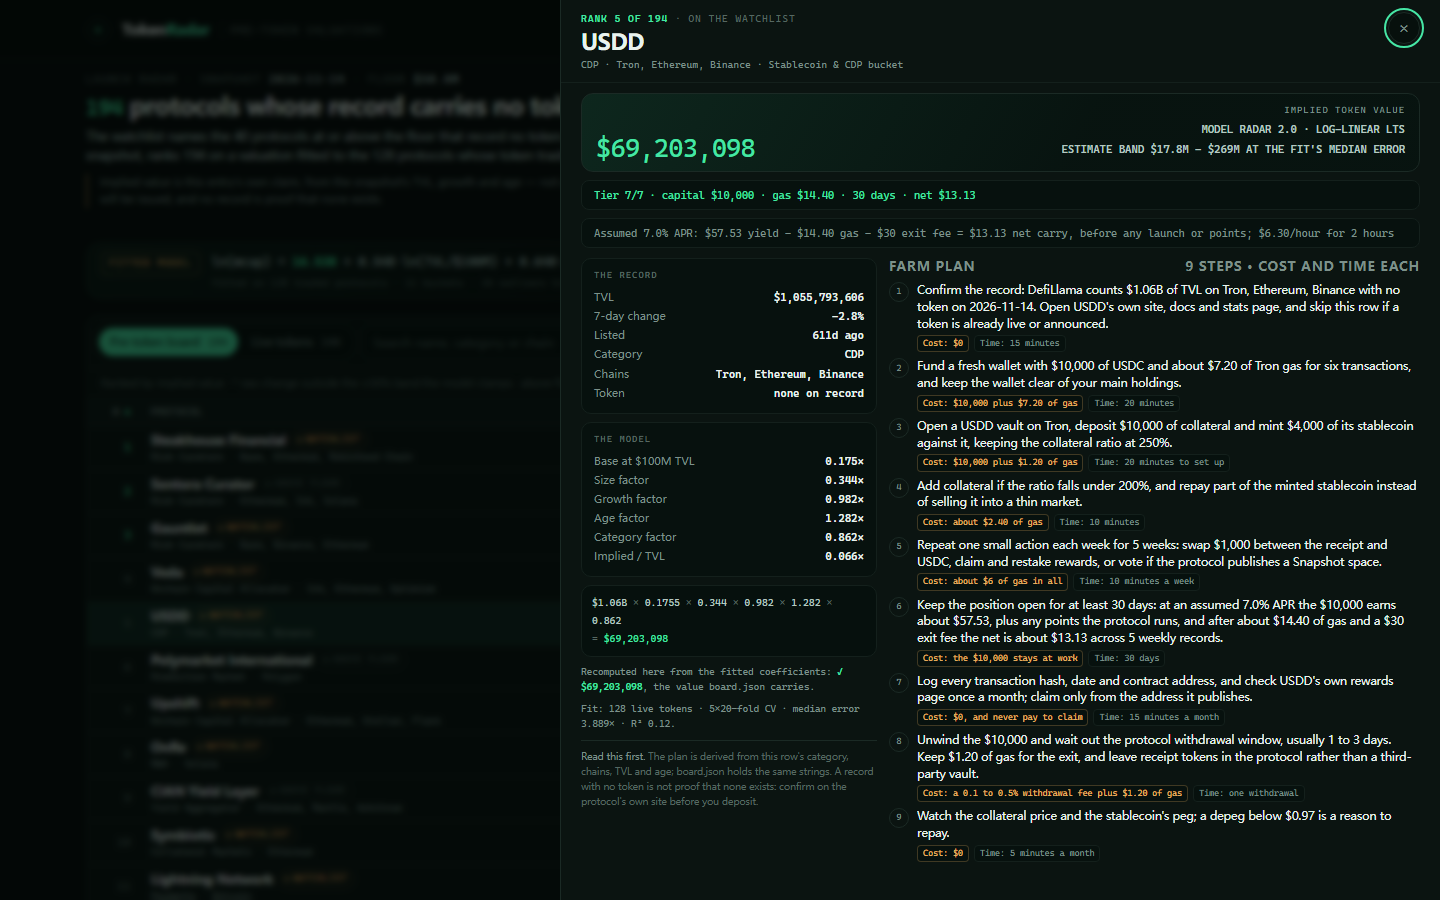 RANK 5 OF 194 · ON THE WATCHLIST
USDD
CDP · Tron, Ethereum, Binance · Stablecoin & CDP bucket
×
IMPLIED TOKEN VALUE
$69,203,098
MODEL RADAR 2.0 · LOG-LINEAR LTS
ESTIMATE BAND $17.8M – $269M AT THE FIT'S MEDIAN ERROR
Tier 7/7 · capital $10,000 · gas $14.40 · 30 days · net $13.13
Assumed 7.0% APR: $57.53 yield − $14.40 gas − $30 exit fee = $13.13 net carry, before any launch or points; $6.30/hour for 2 hours
THE RECORD
TVL $1,055,793,606
7-day change −2.8%
Listed 611d ago
Category CDP
Chains Tron, Ethereum, Binance
Token none on record
THE MODEL
Base at $100M TVL 0.175×
Size factor 0.344×
Growth factor 0.982×
Age factor 1.282×
Category factor 0.862×
Implied / TVL 0.066×
$1.06B × 0.1755 × 0.344 × 0.982 × 1.282 ×
0.862
= $69,203,098
Recomputed here from the fitted coefficients: ✓
$69,203,098, the value board.json carries.
Fit: 128 live tokens · 5×20-fold CV · median error
3.889× · R² 0.12.
Read this first. The plan is derived from this row's category,
chains, TVL and age; board.json holds the same strings. A record
with no token is not proof that none exists: confirm on the
protocol's own site before you deposit.
FARM PLAN 9 STEPS • COST AND TIME EACH
1 Confirm the record: DefiLlama counts $1.06B of TVL on Tron, Ethereum, Binance with no
token on 2026-11-14. Open USDD's own site, docs and stats page, and skip this row if a
token is already live or announced.
Cost: $0 Time: 15 minutes
2 Fund a fresh wallet with $10,000 of USDC and about $7.20 of Tron gas for six transactions,
and keep the wallet clear of your main holdings.
Cost: $10,000 plus $7.20 of gas Time: 20 minutes
3 Open a USDD vault on Tron, deposit $10,000 of collateral and mint $4,000 of its stablecoin
against it, keeping the collateral ratio at 250%.
Cost: $10,000 plus $1.20 of gas Time: 20 minutes to set up
4 Add collateral if the ratio falls under 200%, and repay part of the minted stablecoin instead
of selling it into a thin market.
Cost: about $2.40 of gas Time: 10 minutes
5 Repeat one small action each week for 5 weeks: swap $1,000 between the receipt and
USDC, claim and restake rewards, or vote if the protocol publishes a Snapshot space.
Cost: about $6 of gas in all Time: 10 minutes a week
6 Keep the position open for at least 30 days: at an assumed 7.0% APR the $10,000 earns
about $57.53, plus any points the protocol runs, and after about $14.40 of gas and a $30
exit fee the net is about $13.13 across 5 weekly records.
Cost: the $10,000 stays at work Time: 30 days
7 Log every transaction hash, date and contract address, and check USDD's own rewards
page once a month; claim only from the address it publishes.
Cost: $0, and never pay to claim Time: 15 minutes a month
8 Unwind the $10,000 and wait out the protocol withdrawal window, usually 1 to 3 days.
Keep $1.20 of gas for the exit, and leave receipt tokens in the protocol rather than a third-
party vault.
Cost: a 0.1 to 0.5% withdrawal fee plus $1.20 of gas Time: one withdrawal
9 Watch the collateral price and the stablecoin's peg; a depeg below $0.97 is a reason to
repay.
Cost: $0 Time: 5 minutes a month